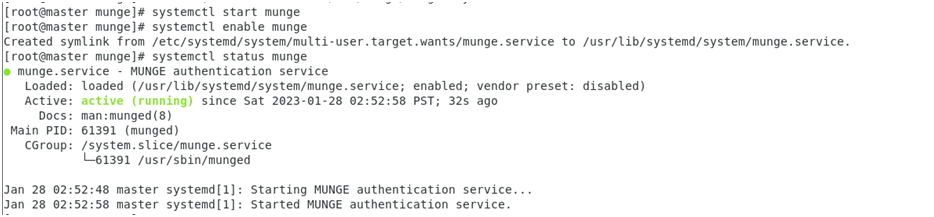 [root@master munge]# systemctl start munge
[root@master munge]# systemctl enable munge
Created symlink from /etc/systemd/system/multi-user.target.wants/munge.service to /usr/lib/systemd/system/munge.service.
[root@master munge]# systemctl status munge
● munge.service - MUNGE authentication service
   Loaded: loaded (/usr/lib/systemd/system/munge.service; enabled; vendor preset: disabled)
   Active: active (running) since Sat 2023-01-28 02:52:58 PST; 32s ago
     Docs: man:munged(8)
 Main PID: 61391 (munged)
   CGroup: /system.slice/munge.service
           └─61391 /usr/sbin/munged
Jan 28 02:52:48 master systemd[1]: Starting MUNGE authentication service...
Jan 28 02:52:58 master systemd[1]: Started MUNGE authentication service.